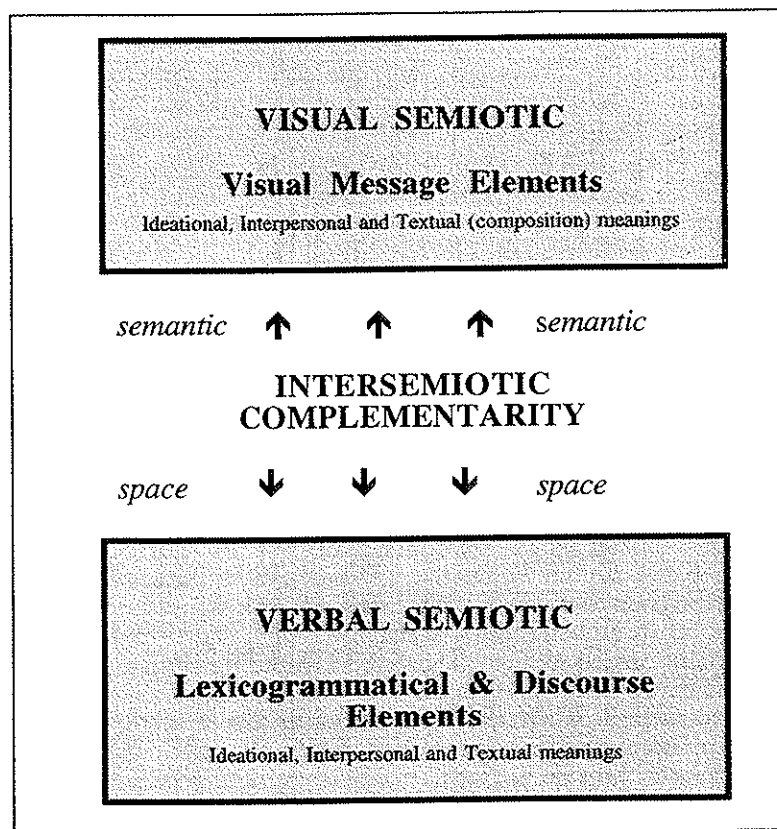 VISUAL SEMIOTIC
Visual Message Elements
Ideational, Interpersonal and Textual (composition) meanings
semantic ↑ ↑ ↑ semantic
INTERSEMIOTIC
COMPLEMENTARITY
space ↓ ↓ ↓ space
VERBAL SEMIOTIC
Lexicogrammatical & Discourse
Elements
Ideational, Interpersonal and Textual meanings